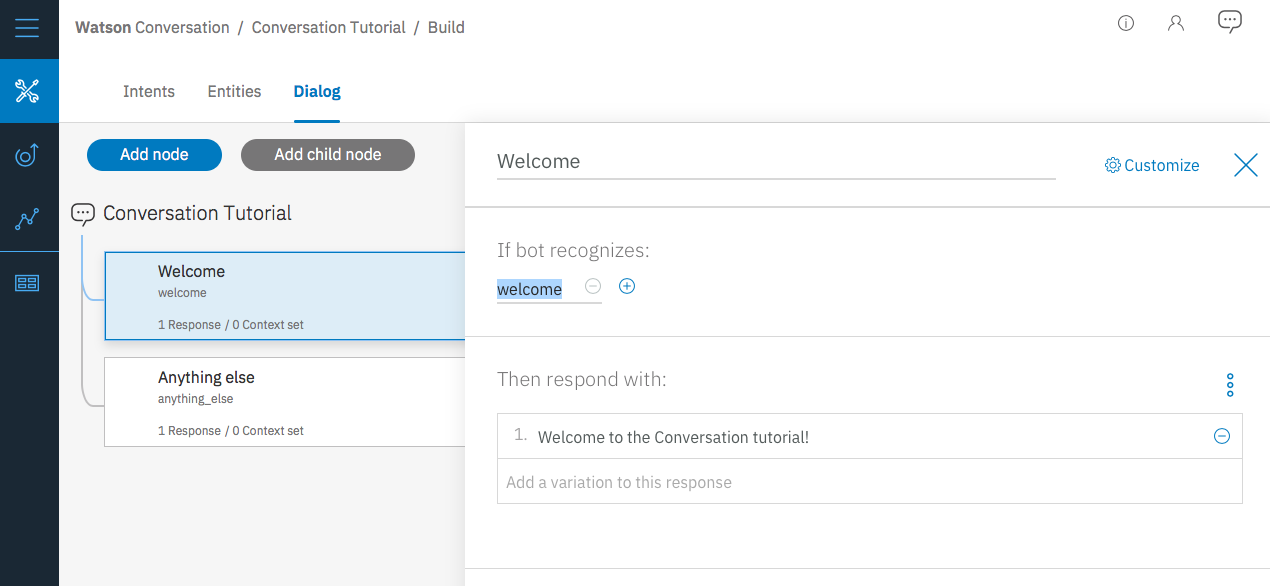 Watson Conversation / Conversation Tutorial / Build
Intents Entities Dialog
Add node Add child node
Conversation Tutorial
Welcome
welcome
1 Response / 0 Context set
Anything else
anything_else
1 Response / 0 Context set
Welcome
Customize
If bot recognizes:
welcome
Then respond with:
1. Welcome to the Conversation tutorial!
Add a variation to this response